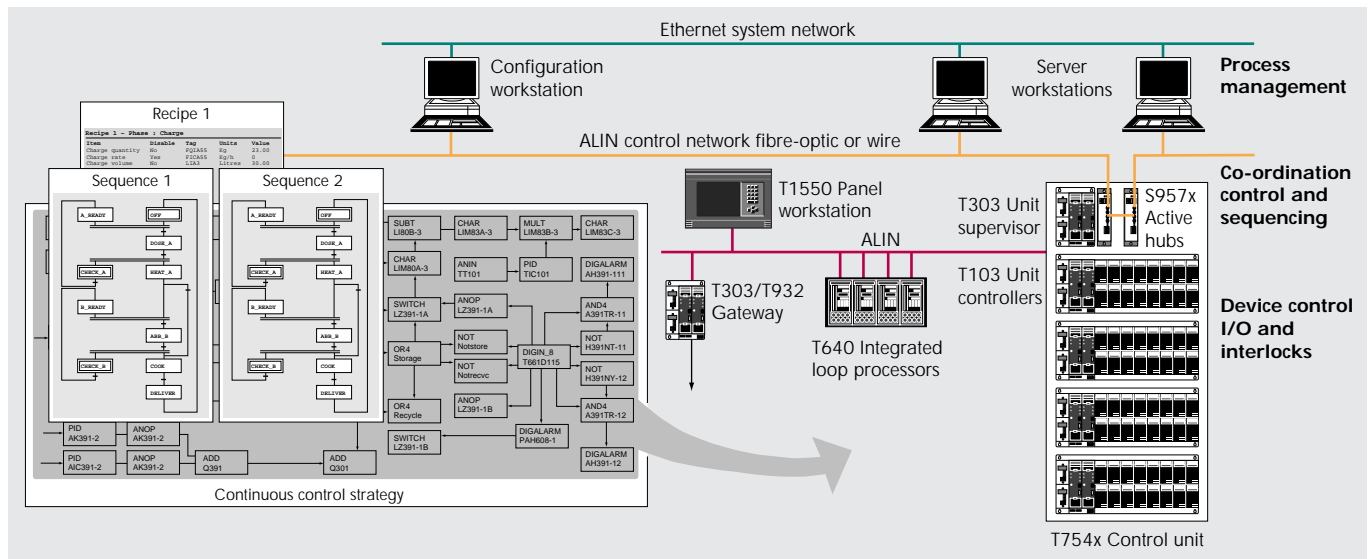 Ethernet system network
Configuration
workstation
Server
workstations
Process
management
Recipe 1
Recipe 1 - Phase : Charge
Item Disable Tag Units Value
Charge quantity No FQIA55 Kg 23.00
Charge rate Yes FICA55 Kg/h 0
Charge volume No LIA3 Litres 30.00
ALIN control network fibre-optic or wire
Co-ordination
control and
sequencing
Sequence 1
A_READY
OFF
DOSE_A
CHECK_A
HEAT_A
B_READY
ABB_B
CHECK_B
COOK
DELIVER
Sequence 2
A_READY
OFF
DOSE_A
CHECK_A
HEAT_A
B_READY
ABB_B
CHECK_B
COOK
DELIVER
SUBT
LI80B-3
CHAR
LIM83A-3
MULT
LIM83B-3
CHAR
LIM83C-3
CHAR
LIM80A-3
ANIN
TT101
PID
TIC101
DIGALARM
AH391-111
SWITCH
LZ391-1A
ANOP
LZ391-1A
AND4
A391TR-11
OR4
Storage
NOT
Notstore
DIGIN_8
T661D115
NOT
H391NT-11
NOT
Notrecvc
NOT
H391NY-12
OR4
Recycle
ANOP
LZ391-1B
AND4
A391TR-12
SWITCH
LZ391-1B
DIGALARM
PAH608-1
DIGALARM
AH391-12
PID
AK391-2
ANOP
AK391-2
PID
AIC391-2
ANOP
AK391-2
ADD
Q391
ADD
Q301
Continuous control strategy
T1550 Panel
workstation
ALIN
T303/T932
Gateway
T640 Integrated
loop processors
T303 Unit
supervisor
S957x
Active
hubs
T103 Unit
controllers
Device control
I/O and
interlocks
T754x Control unit